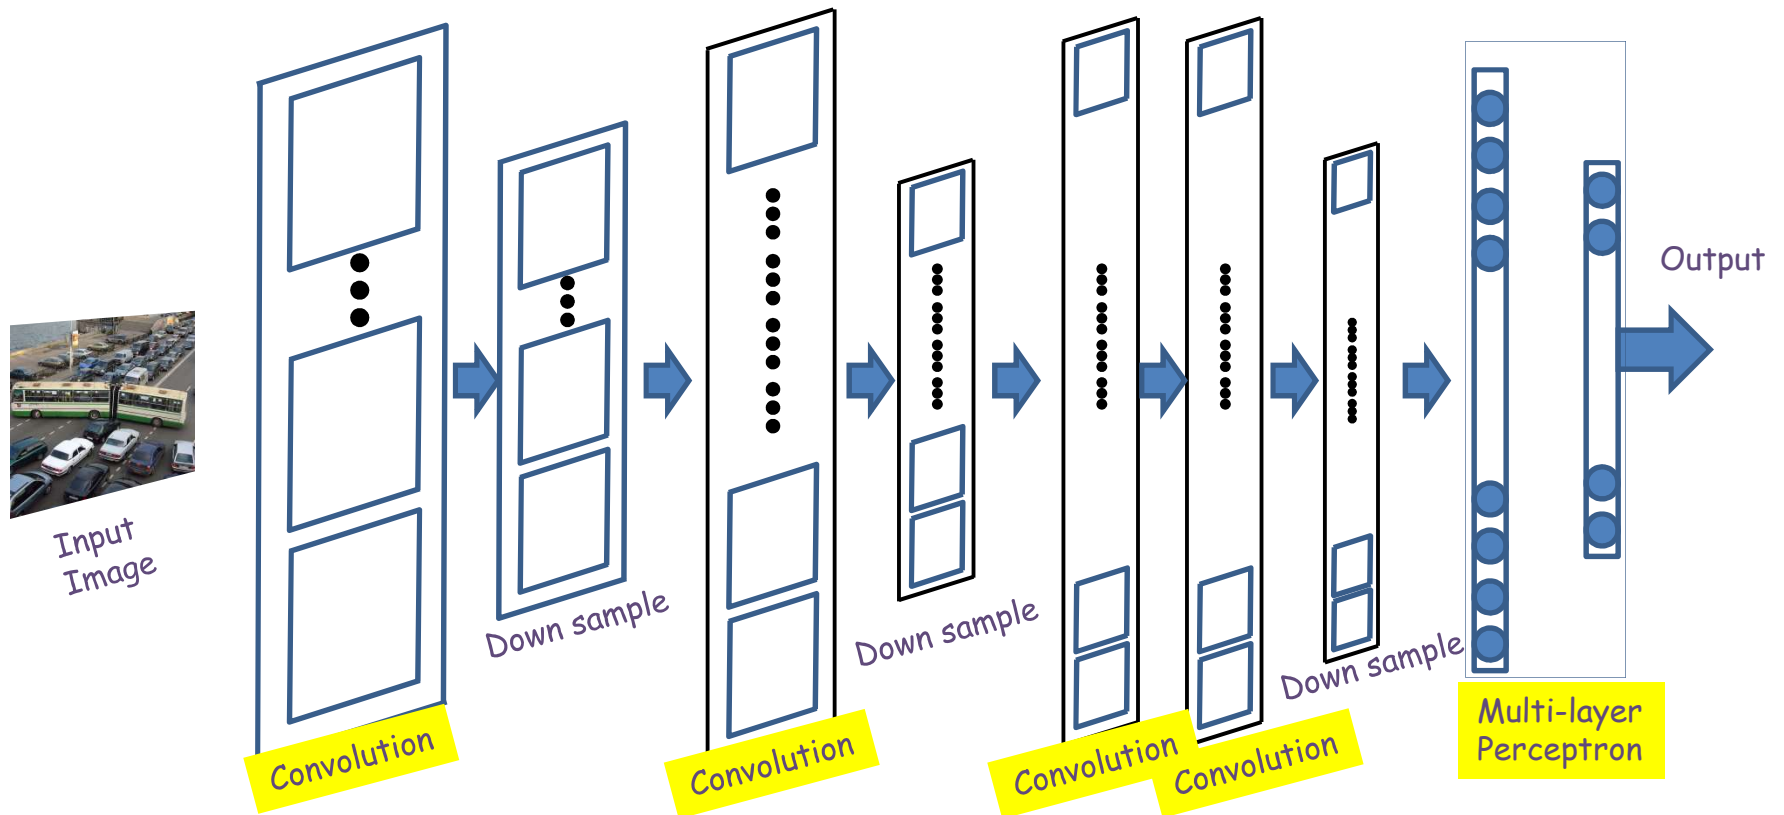 Input
Image
Convolution
Down sample
Convolution
Down sample
Convolution
Convolution
Down sample
Multi-layer
Perceptron
Output